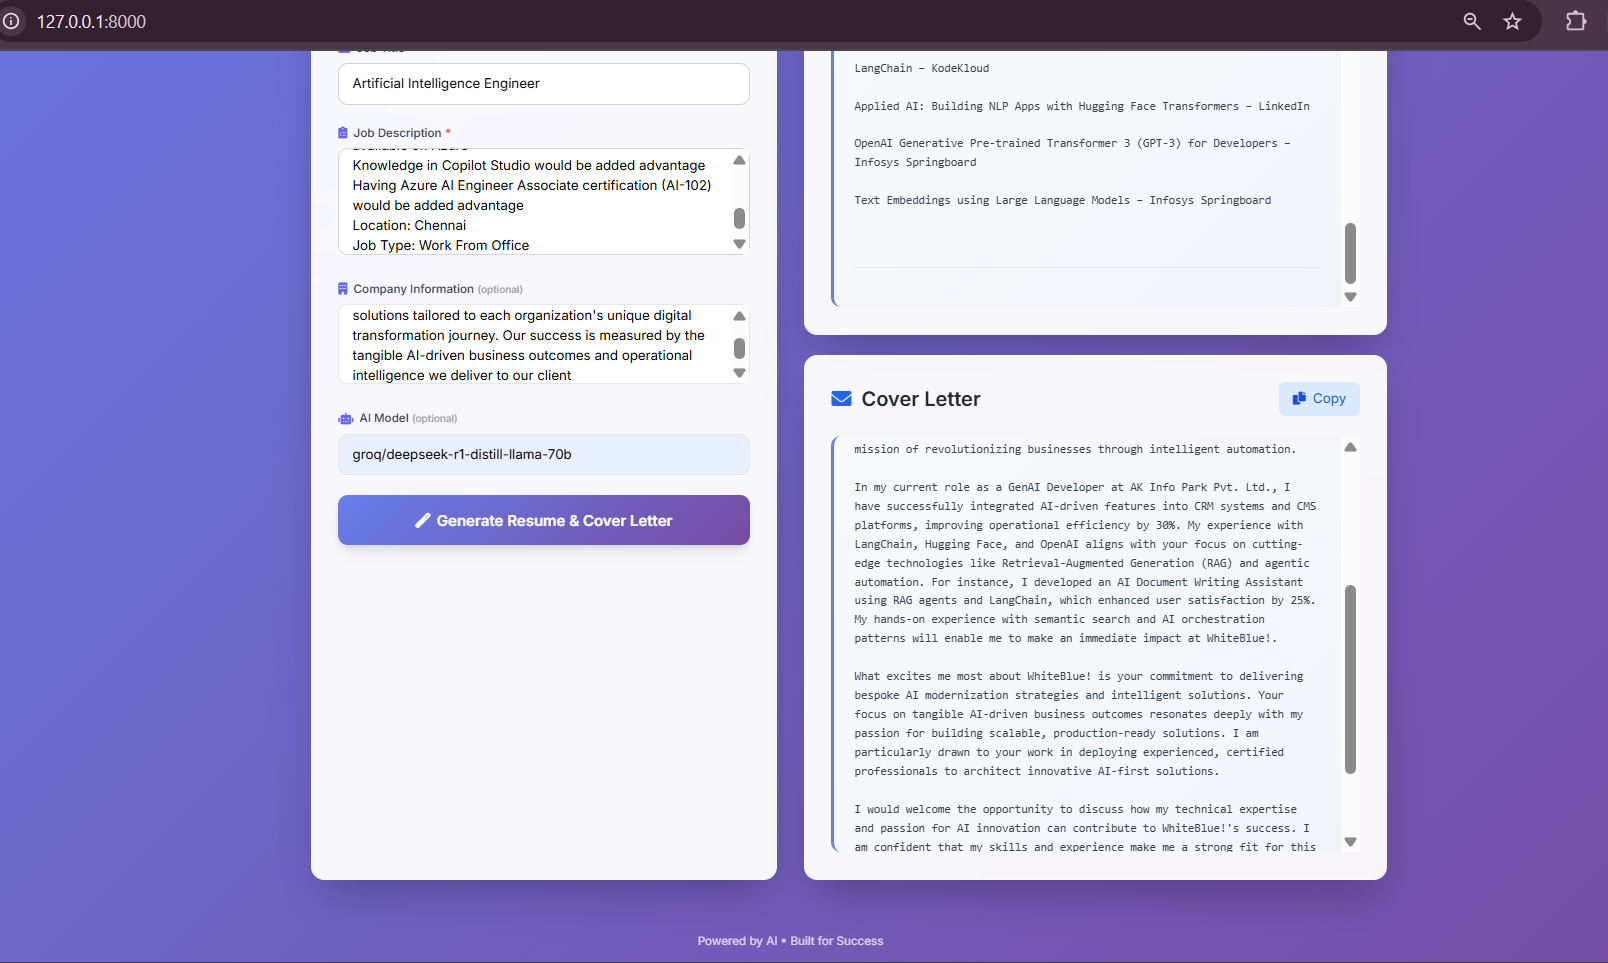 127.0.0.1:8000
Artificial Intelligence Engineer
Job Description *
available on Azure
Knowledge in Copilot Studio would be added advantage
Having Azure AI Engineer Associate certification (AI-102)
would be added advantage
Location: Chennai
Job Type: Work From Office
Company Information (optional)
solutions tailored to each organization's unique digital
transformation journey. Our success is measured by the
tangible AI-driven business outcomes and operational
intelligence we deliver to our client
AI Model (optional)
groq/deepseek-r1-distill-llama-70b
Generate Resume & Cover Letter
LangChain – KodeKloud
Applied AI: Building NLP Apps with Hugging Face Transformers – LinkedIn
OpenAI Generative Pre-trained Transformer 3 (GPT-3) for Developers –
Infosys Springboard
Text Embeddings using Large Language Models – Infosys Springboard
Cover Letter
Copy
mission of revolutionizing businesses through intelligent automation.
In my current role as a GenAI Developer at AK Info Park Pvt. Ltd., I
have successfully integrated AI-driven features into CRM systems and CMS
platforms, improving operational efficiency by 30%. My experience with
LangChain, Hugging Face, and OpenAI aligns with your focus on cutting-
edge technologies like Retrieval-Augmented Generation (RAG) and agentic
automation. For instance, I developed an AI Document Writing Assistant
using RAG agents and LangChain, which enhanced user satisfaction by 25%.
My hands-on experience with semantic search and AI orchestration
patterns will enable me to make an immediate impact at WhiteBlue!.
What excites me most about WhiteBlue! is your commitment to delivering
bespoke AI modernization strategies and intelligent solutions. Your
focus on tangible AI-driven business outcomes resonates deeply with my
passion for building scalable, production-ready solutions. I am
particularly drawn to your work in deploying experienced, certified
professionals to architect innovative AI-first solutions.
I would welcome the opportunity to discuss how my technical expertise
and passion for AI innovation can contribute to WhiteBlue!'s success. I
am confident that my skills and experience make me a strong fit for this
Powered by AI • Built for Success